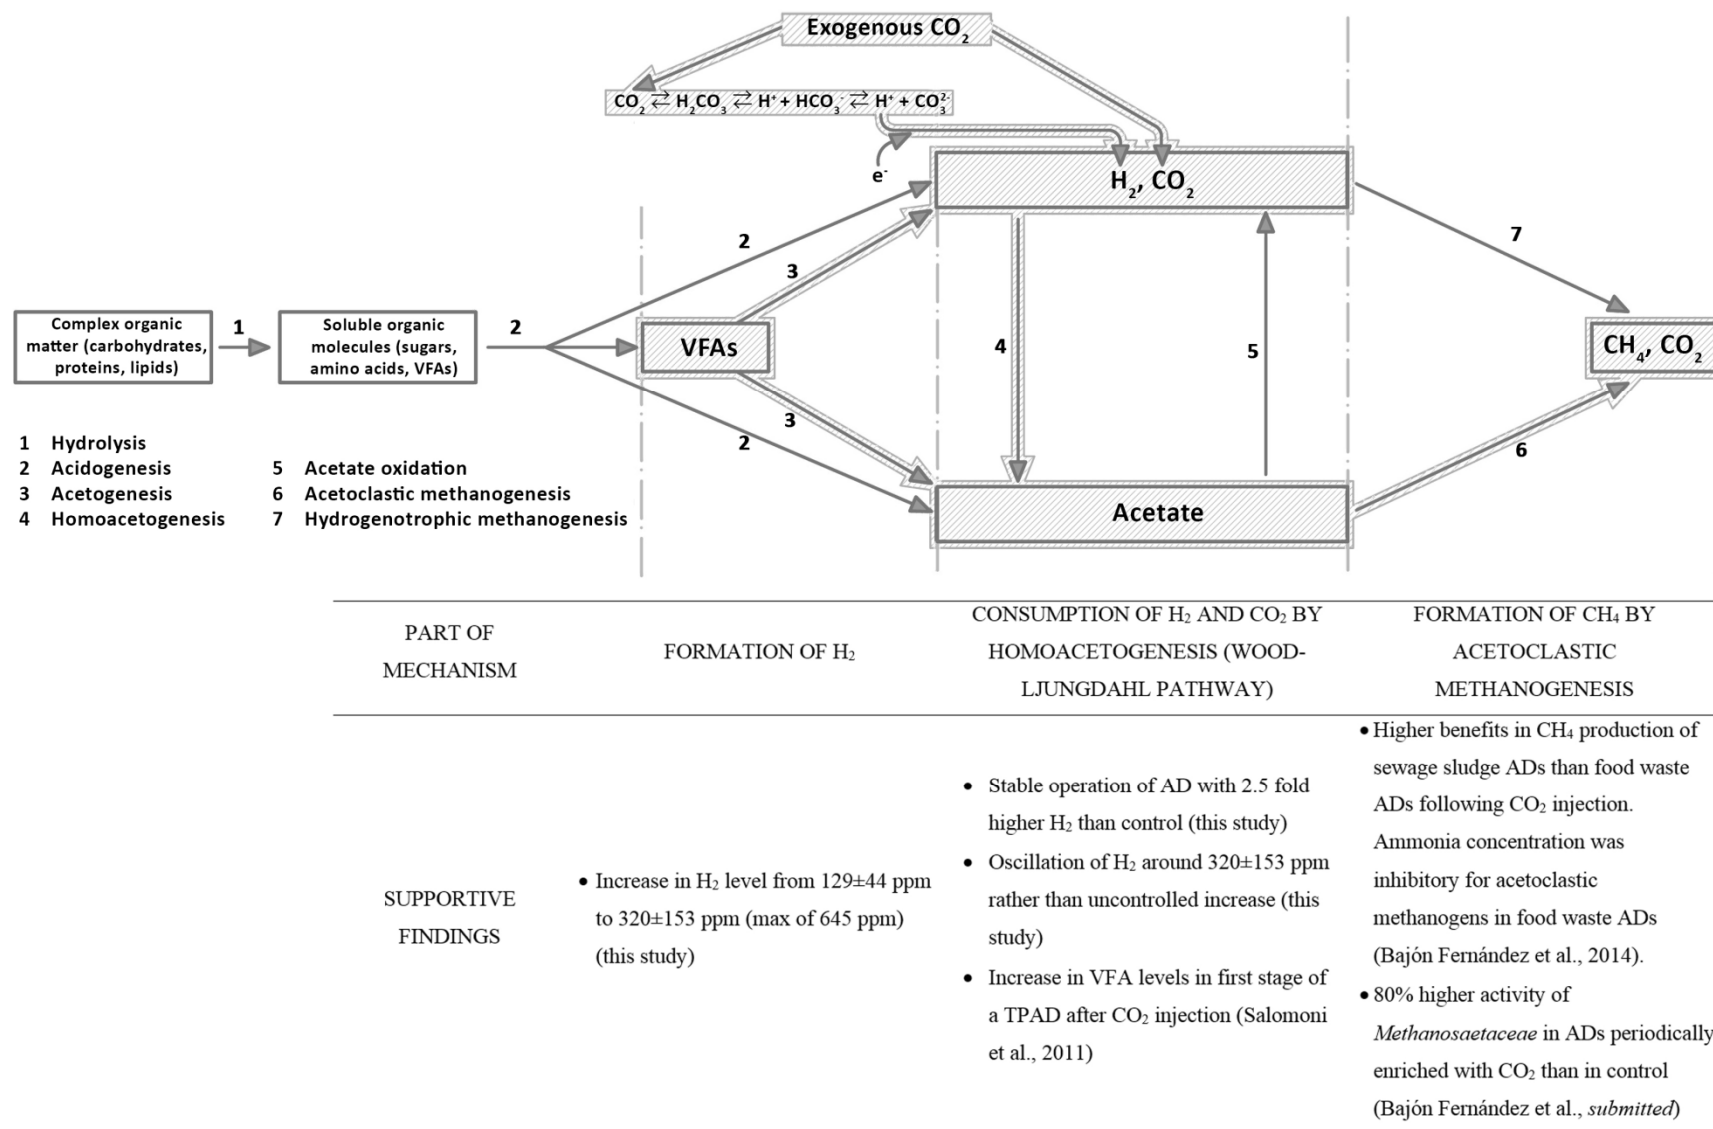 Exogenous CO₂
CO₂ ⇄ H₂CO₃ ⇄ H⁺ + HCO₃⁻ ⇄ H⁺ + CO₃²⁻
e⁻
H₂, CO₂
2
3
7
Complex organic
matter (carbohydrates,
proteins, lipids)
1
Soluble organic
molecules (sugars,
amino acids, VFAs)
2
VFAs
4
5
CH₄, CO₂
3
2
6
Acetate
1 Hydrolysis
2 Acidogenesis
3 Acetogenesis
4 Homoacetogenesis
5 Acetate oxidation
6 Acetoclastic methanogenesis
7 Hydrogenotrophic methanogenesis
PART OF
MECHANISM
FORMATION OF H₂
CONSUMPTION OF H₂ AND CO₂ BY
HOMOACETOGENESIS (WOOD-
LJUNGDAHL PATHWAY)
FORMATION OF CH₄ BY
ACETOCLASTIC
METHANOGENESIS
SUPPORTIVE
FINDINGS
• Increase in H₂ level from 129±44 ppm
to 320±153 ppm (max of 645 ppm)
(this study)
• Stable operation of AD with 2.5 fold
higher H₂ than control (this study)
• Oscillation of H₂ around 320±153 ppm
rather than uncontrolled increase (this
study)
• Increase in VFA levels in first stage of
a TPAD after CO₂ injection (Salomoni
et al., 2011)
• Higher benefits in CH₄ production of
sewage sludge ADs than food waste
ADs following CO₂ injection.
Ammonia concentration was
inhibitory for acetoclastic
methanogens in food waste ADs
(Bajón Fernández et al., 2014).
• 80% higher activity of
Methanosaetaceae in ADs periodically
enriched with CO₂ than in control
(Bajón Fernández et al., submitted)